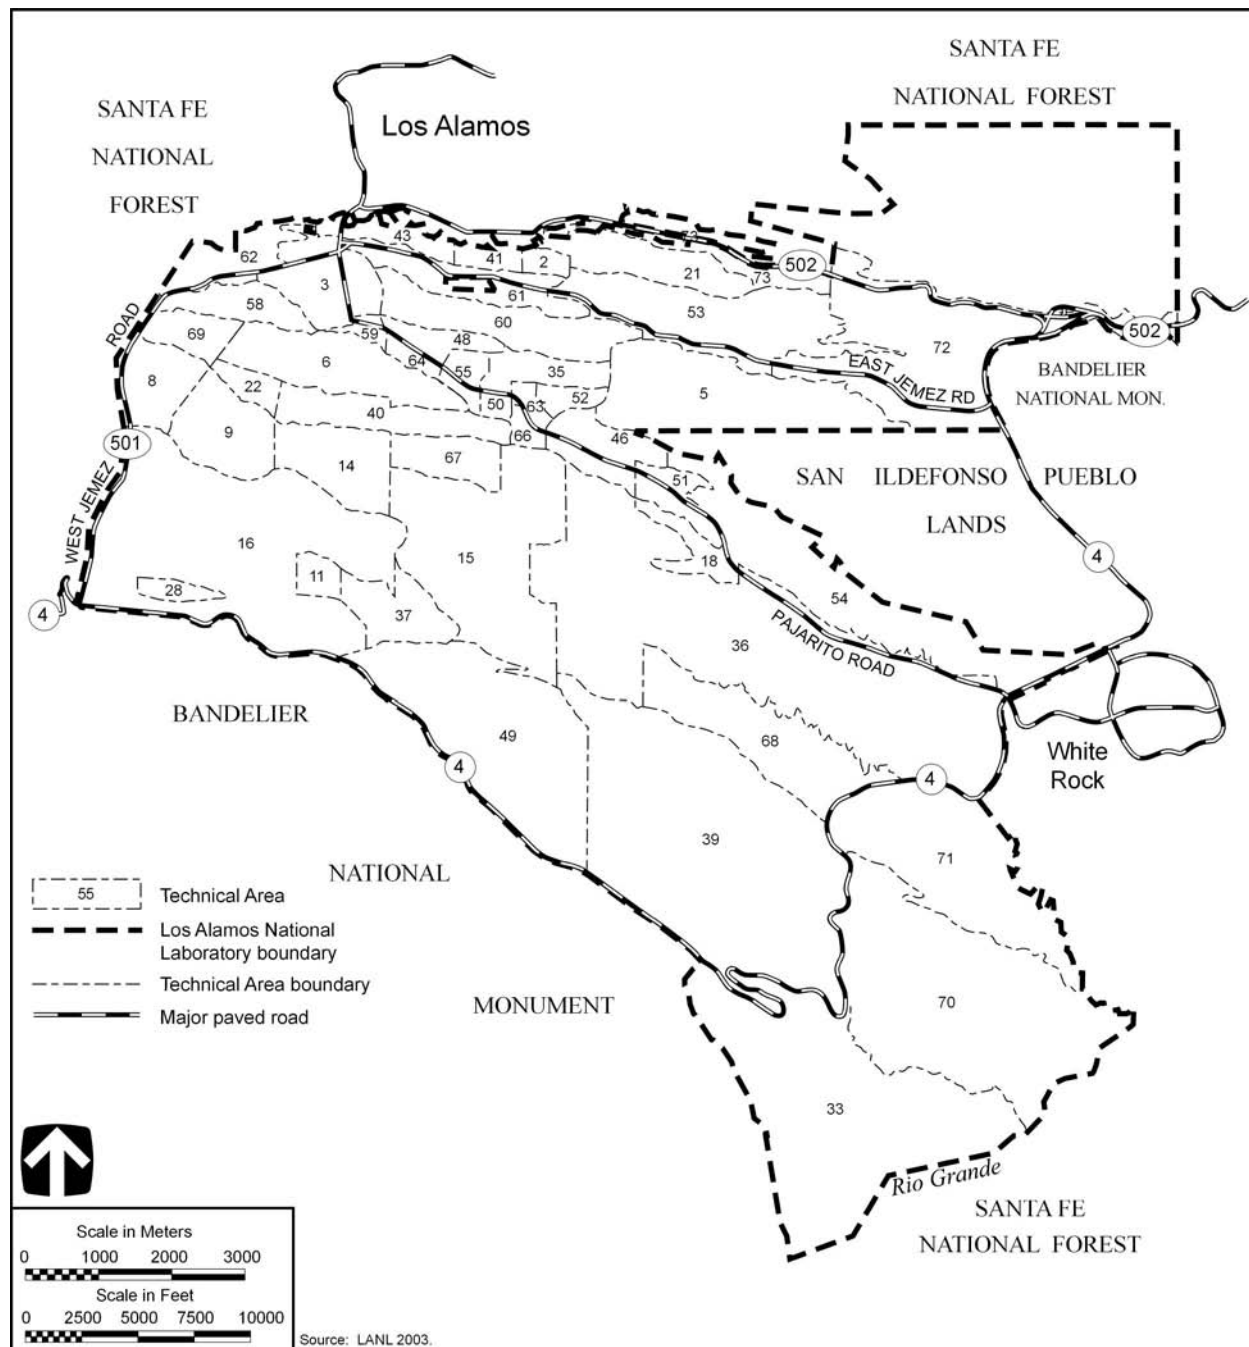 SANTA FE
NATIONAL FOREST
SANTA FE
NATIONAL
FOREST
Los Alamos
43
62
41
2
21
73
502
3
61
53
58
60
59
48
72
502
ROAD
69
64
6
55
35
EAST JEMEZ RD
BANDELIER
NATIONAL MON.
8
22
50
63
52
5
40
66
46
501
9
14
67
51
SAN ILDEFONSO PUEBLO
LANDS
WEST JEMEZ
16
15
18
4
11
28
54
4
37
36
PAJARITO ROAD
BANDELIER
49
68
White
Rock
4
4
39
71
NATIONAL
55 Technical Area
Los Alamos National
Laboratory boundary
Technical Area boundary
Major paved road
MONUMENT
70
33
Rio Grande
SANTA FE
NATIONAL FOREST
Scale in Meters
0 1000 2000 3000
Scale in Feet
0 2500 5000 7500 10000
Source: LANL 2003.